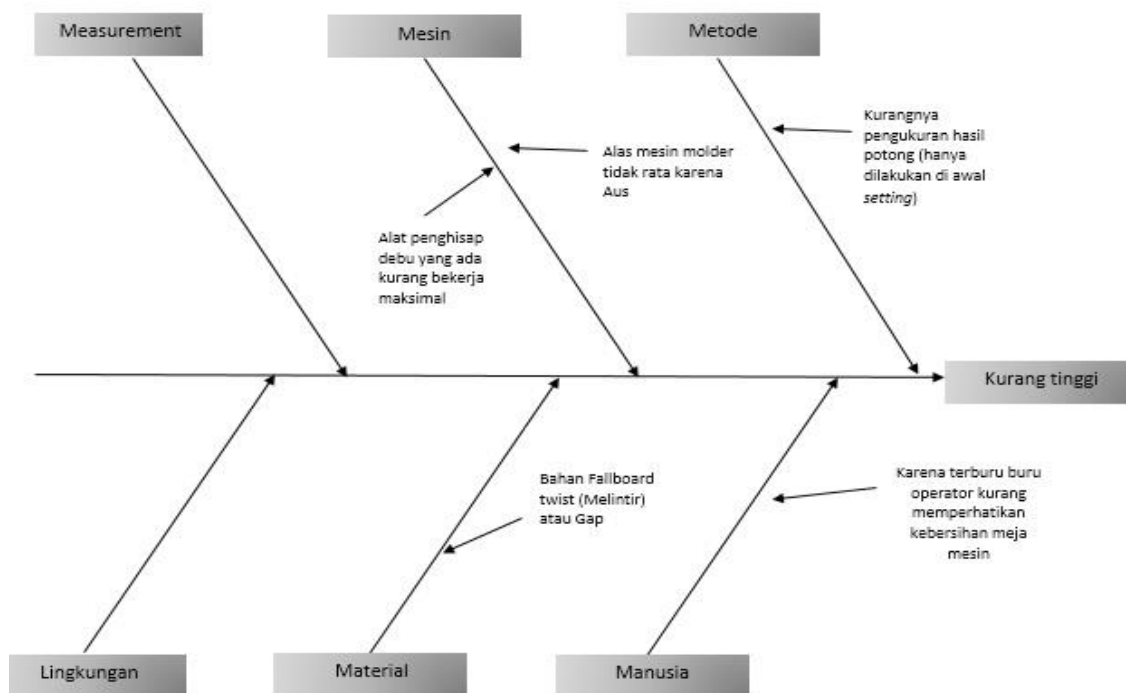 Measurement
Mesin
Metode
Kurangnya
pengukuran hasil
potong (hanya
dilakukan di awal
setting)
Alas mesin molder
tidak rata karena
Aus
Alat penghisap
debu yang ada
kurang bekerja
maksimal
Kurang tinggi
Bahan Fallboard
twist (Melintir)
atau Gap
Karena terburu buru
operator kurang
memperhatikan
kebersihan meja
mesin
Lingkungan
Material
Manusia